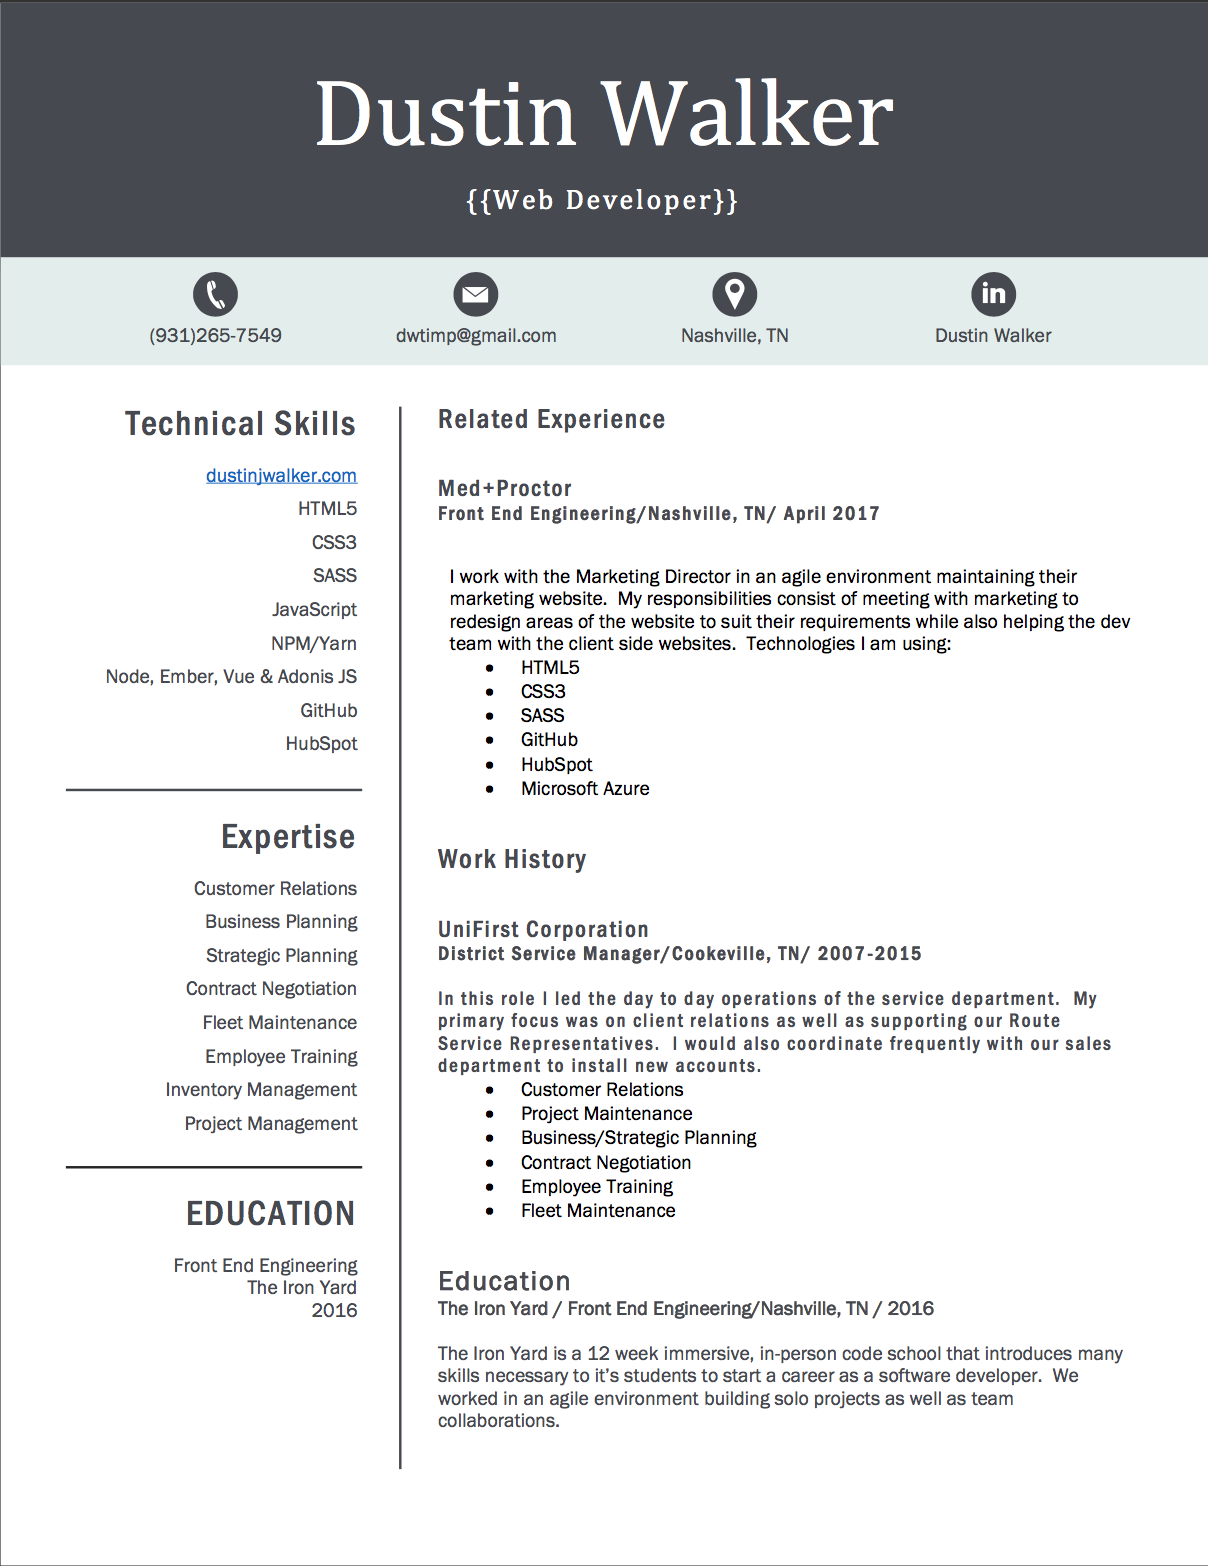 Dustin Walker
{{Web Developer}}
(931)265-7549
dwtimp@gmail.com
Nashville, TN
in
Dustin Walker
Technical Skills
dustinjwalker.com
HTML5
CSS3
SASS
JavaScript
NPM/Yarn
Node, Ember, Vue & Adonis JS
GitHub
HubSpot
Expertise
Customer Relations
Business Planning
Strategic Planning
Contract Negotiation
Fleet Maintenance
Employee Training
Inventory Management
Project Management
EDUCATION
Front End Engineering
The Iron Yard
2016
Related Experience
Med+Proctor
Front End Engineering/Nashville, TN/ April 2017
I work with the Marketing Director in an agile environment maintaining their
marketing website.  My responsibilities consist of meeting with marketing to
redesign areas of the website to suit their requirements while also helping the dev
team with the client side websites.  Technologies I am using:
• HTML5
• CSS3
• SASS
• GitHub
• HubSpot
• Microsoft Azure
Work History
UniFirst Corporation
District Service Manager/Cookeville, TN/ 2007-2015
In this role I led the day to day operations of the service department.  My
primary focus was on client relations as well as supporting our Route
Service Representatives.  I would also coordinate frequently with our sales
department to install new accounts.
• Customer Relations
• Project Maintenance
• Business/Strategic Planning
• Contract Negotiation
• Employee Training
• Fleet Maintenance
Education
The Iron Yard / Front End Engineering/Nashville, TN / 2016
The Iron Yard is a 12 week immersive, in-person code school that introduces many
skills necessary to it’s students to start a career as a software developer.  We
worked in an agile environment building solo projects as well as team
collaborations.